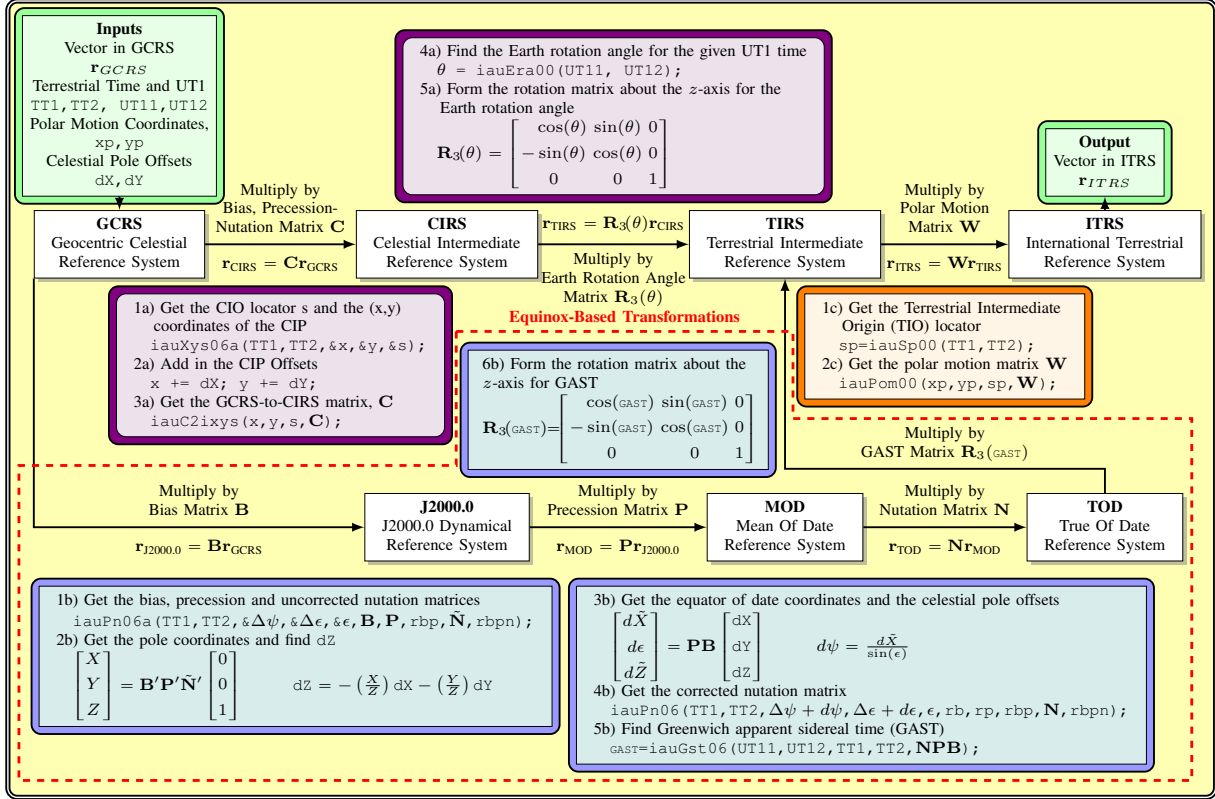 Inputs
Vector in GCRS
r_GCRS
Terrestrial Time and UT1
TT1,TT2, UT11,UT12
Polar Motion Coordinates,
xp,yp
Celestial Pole Offsets
dX,dY
4a) Find the Earth rotation angle for the given UT1 time
θ = iauEra00(UT11, UT12);
5a) Form the rotation matrix about the z-axis for the
Earth rotation angle
cos(θ) sin(θ) 0
R₃(θ) = − sin(θ) cos(θ) 0
0 0 1
Output
Vector in ITRS
r_ITRS
GCRS
Geocentric Celestial
Reference System
Multiply by
Bias, Precession-
Nutation Matrix C
r_CIRS = Cr_GCRS
CIRS
Celestial Intermediate
Reference System
r_TIRS = R₃(θ)r_CIRS
Multiply by
Earth Rotation Angle
Matrix R₃(θ)
TIRS
Terrestrial Intermediate
Reference System
Multiply by
Polar Motion
Matrix W
r_ITRS = Wr_TIRS
ITRS
International Terrestrial
Reference System
1a) Get the CIO locator s and the (x,y)
coordinates of the CIP
iauXys06a(TT1,TT2,&x,&y,&s);
2a) Add in the CIP Offsets
x += dX; y += dY;
3a) Get the GCRS-to-CIRS matrix, C
iauC2ixys(x,y,s,C);
Equinox-Based Transformations
6b) Form the rotation matrix about the
z-axis for GAST
cos(GAST) sin(GAST) 0
R₃(GAST)= − sin(GAST) cos(GAST) 0
0 0 1
1c) Get the Terrestrial Intermediate
Origin (TIO) locator
sp=iauSp00(TT1,TT2);
2c) Get the polar motion matrix W
iauPom00(xp,yp,sp,W);
Multiply by
GAST Matrix R₃(GAST)
Multiply by
Bias Matrix B
r_J2000.0 = Br_GCRS
J2000.0
J2000.0 Dynamical
Reference System
Multiply by
Precession Matrix P
r_MOD = Pr_J2000.0
MOD
Mean Of Date
Reference System
Multiply by
Nutation Matrix N
r_TOD = Nr_MOD
TOD
True Of Date
Reference System
1b) Get the bias, precession and uncorrected nutation matrices
iauPn06a(TT1,TT2,&Δψ,&Δϵ,&ϵ,B,P,rbp,Ñ,rbpn);
2b) Get the pole coordinates and find dZ
X 0
Y = B′P′Ñ′ 0 dZ = − (X/Z) dX − (Y/Z) dY
Z 1
3b) Get the equator of date coordinates and the celestial pole offsets
dX̃ dX
dϵ = PB dY dψ = dX̃/sin(ϵ)
dZ̃ dZ
4b) Get the corrected nutation matrix
iauPn06(TT1,TT2,Δψ + dψ,Δϵ + dϵ,ϵ,rb,rp,rbp,N,rbpn);
5b) Find Greenwich apparent sidereal time (GAST)
GAST=iauGst06(UT11,UT12,TT1,TT2,NPB);